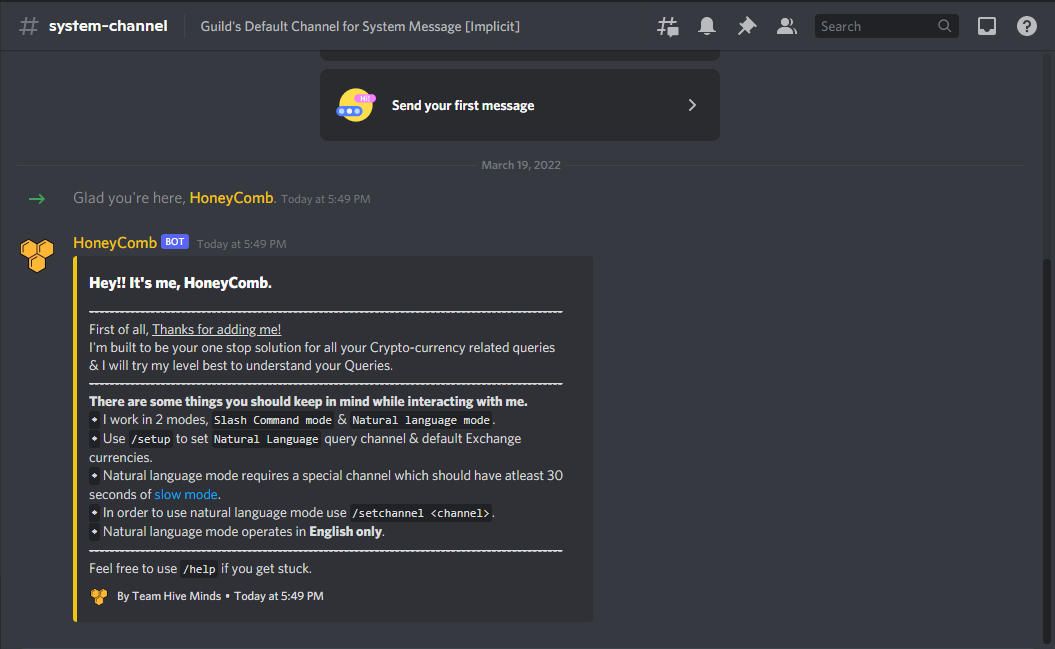 system-channel
Guild's Default Channel for System Message [Implicit]
Search
HI!
Send your first message
March 19, 2022
Glad you're here, HoneyComb. Today at 5:49 PM
HoneyComb BOT Today at 5:49 PM
Hey!! It's me, HoneyComb.
First of all, Thanks for adding me!
I'm built to be your one stop solution for all your Crypto-currency related queries
& I will try my level best to understand your Queries.
There are some things you should keep in mind while interacting with me.
• I work in 2 modes, Slash Command mode & Natural language mode.
• Use /setup to set Natural Language query channel & default Exchange
currencies.
• Natural language mode requires a special channel which should have atleast 30
seconds of slow mode.
• In order to use natural language mode use /setchannel <channel>.
• Natural language mode operates in English only.
Feel free to use /help if you get stuck.
By Team Hive Minds • Today at 5:49 PM